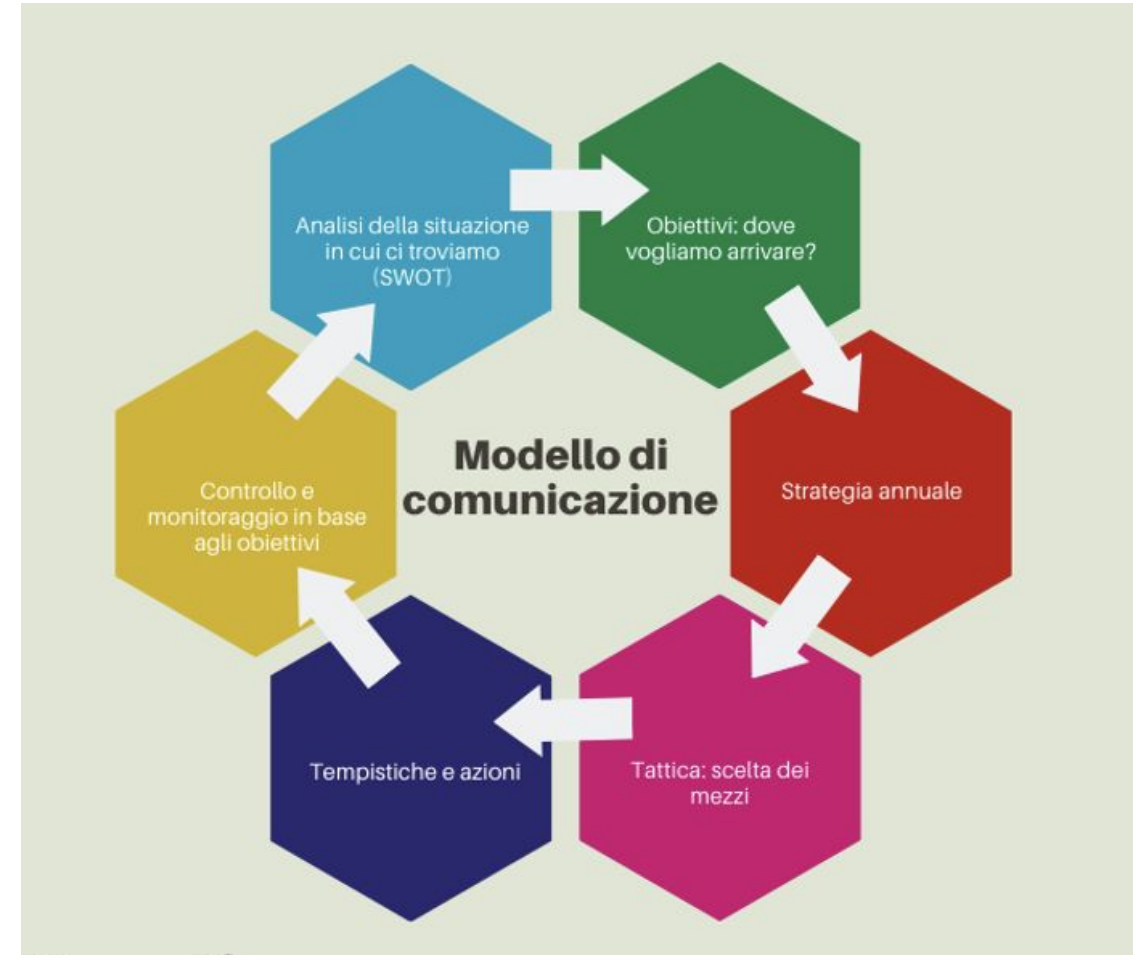 Analisi della situazione
in cui ci troviamo
(SWOT)
Obiettivi: dove
vogliamo arrivare?
Modello di
comunicazione
Strategia annuale
Controllo e
monitoraggio in base
agli obiettivi
Tempistiche e azioni
Tattica: scelta dei
mezzi